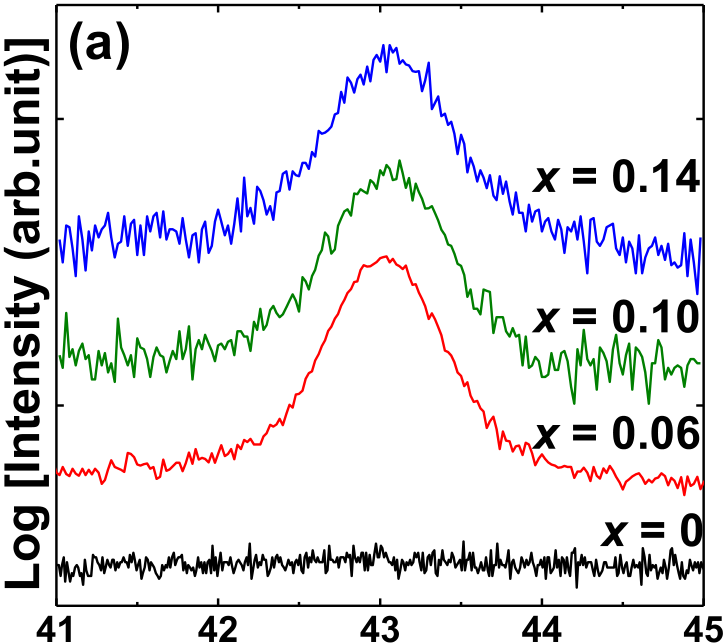 (a)
Log [Intensity (arb.unit)]
x = 0.14
x = 0.10
x = 0.06
x = 0
41 42 43 44 45